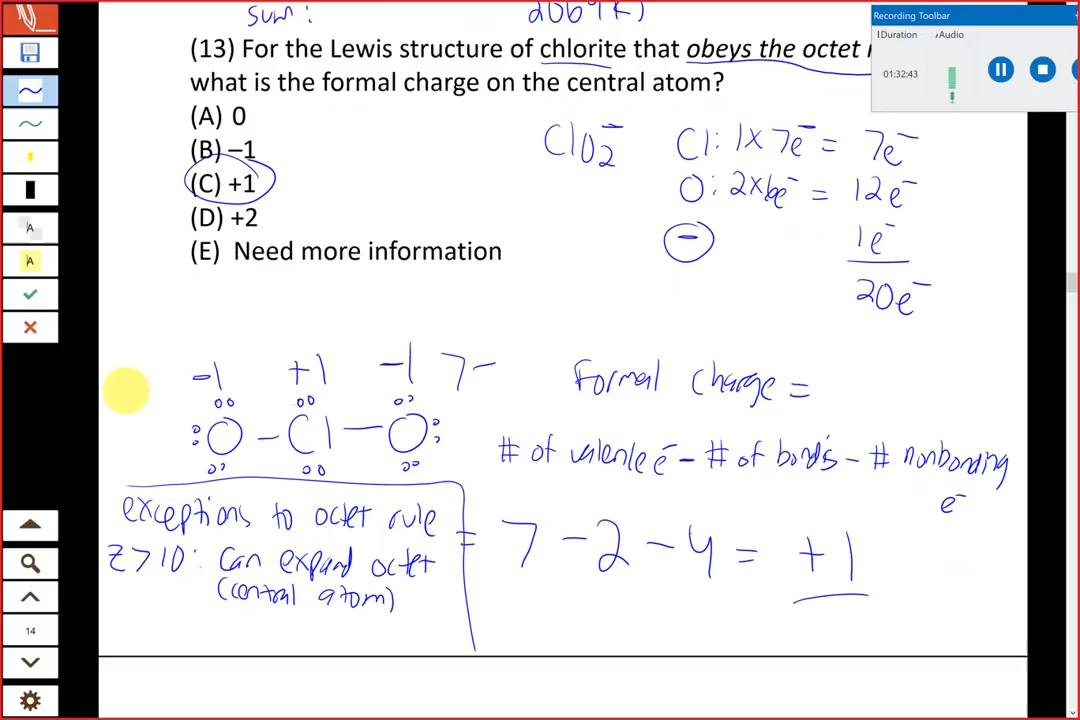 sum:
Recording Toolbar
Duration
Audio
01:32:43
(13) For the Lewis structure of chlorite that obeys the octet
what is the formal charge on the central atom?
(A) 0
(B) –1
(C) +1
(D) +2
(E) Need more information
ClO₂⁻
Cl: 1 x 7e⁻ = 7e⁻
O: 2 x 6e⁻ = 12e⁻
– 1e⁻
20e⁻
-1 +1 -1 7-
O – Cl – O
Formal charge =
# of valence e⁻ - # of bonds - # nonbonding
e⁻
= 7 - 2 - 4 = +1
exceptions to octet rule
Z > 10: can expand octet
(central atom)
A
A
14